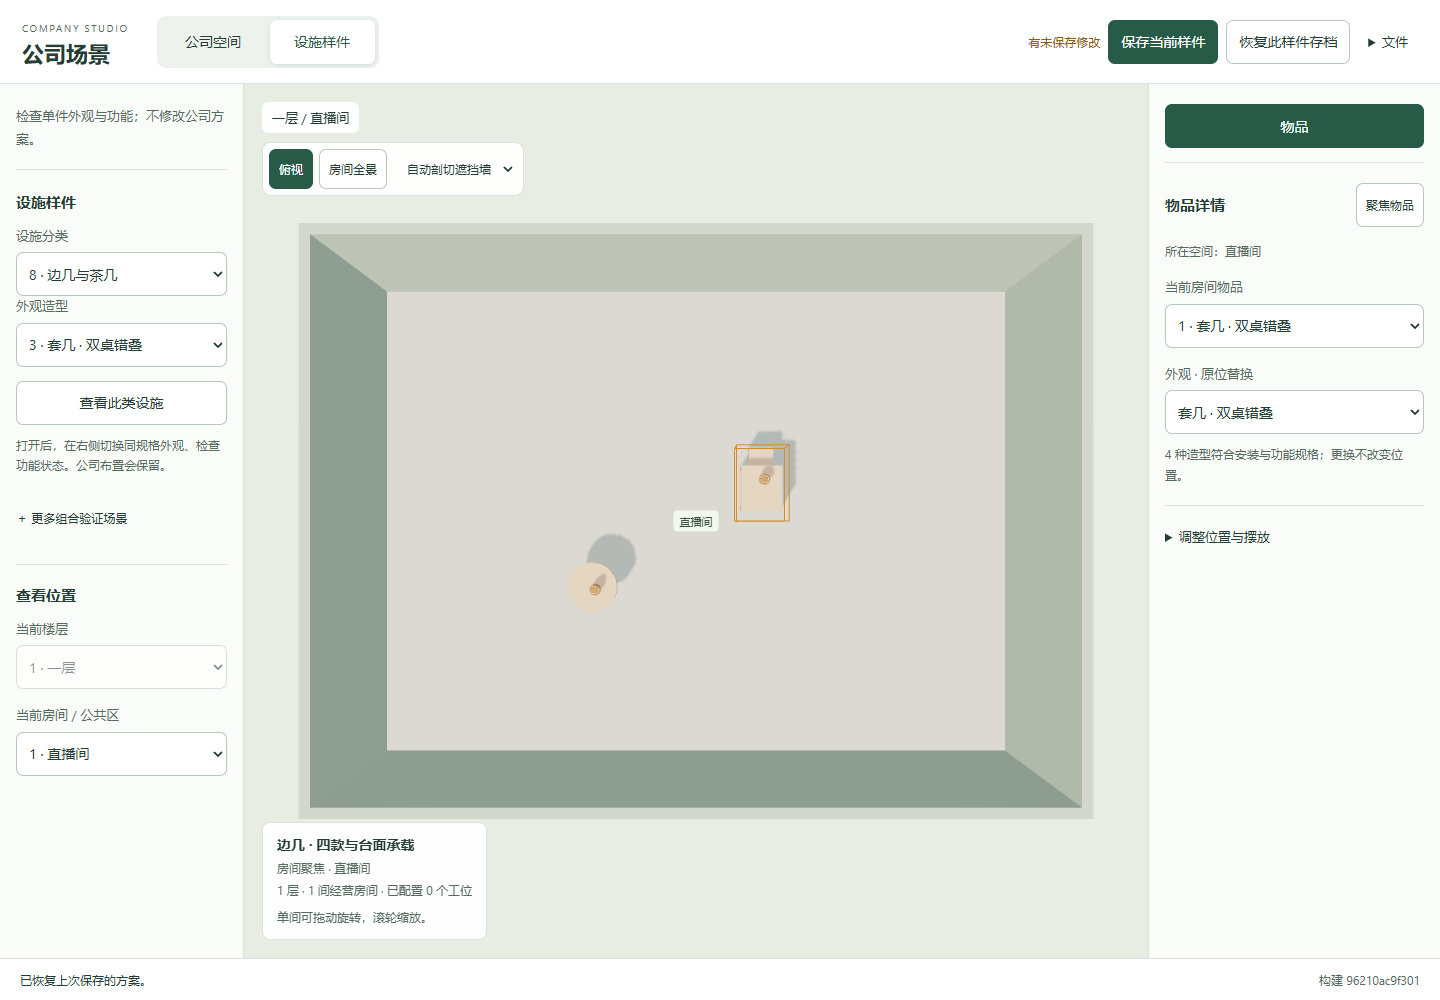 COMPANY STUDIO
公司场景
公司空间
设施样件
有未保存修改
保存当前样件
恢复此样件存档
文件
检查单件外观与功能；不修改公司方
案。
设施样件
设施分类
8 · 边几与茶几
外观造型
3 · 套几 · 双桌错叠
查看此类设施
打开后，在右侧切换同规格外观、检查
功能状态。公司布置会保留。
+ 更多组合验证场景
查看位置
当前楼层
1 · 一层
当前房间 / 公共区
1 · 直播间
一层 / 直播间
俯视
房间全景
自动剖切遮挡墙
直播间
边几 · 四款与台面承载
房间聚焦 · 直播间
1 层 · 1 间经营房间 · 已配置 0 个工位
单间可拖动旋转，滚轮缩放。
物品
物品详情
聚焦物品
所在空间：直播间
当前房间物品
1 · 套几 · 双桌错叠
外观 · 原位替换
套几 · 双桌错叠
4 种造型符合安装与功能规格；更换不改变位
置。
调整位置与摆放
已恢复上次保存的方案。
构建 96210ac9f301